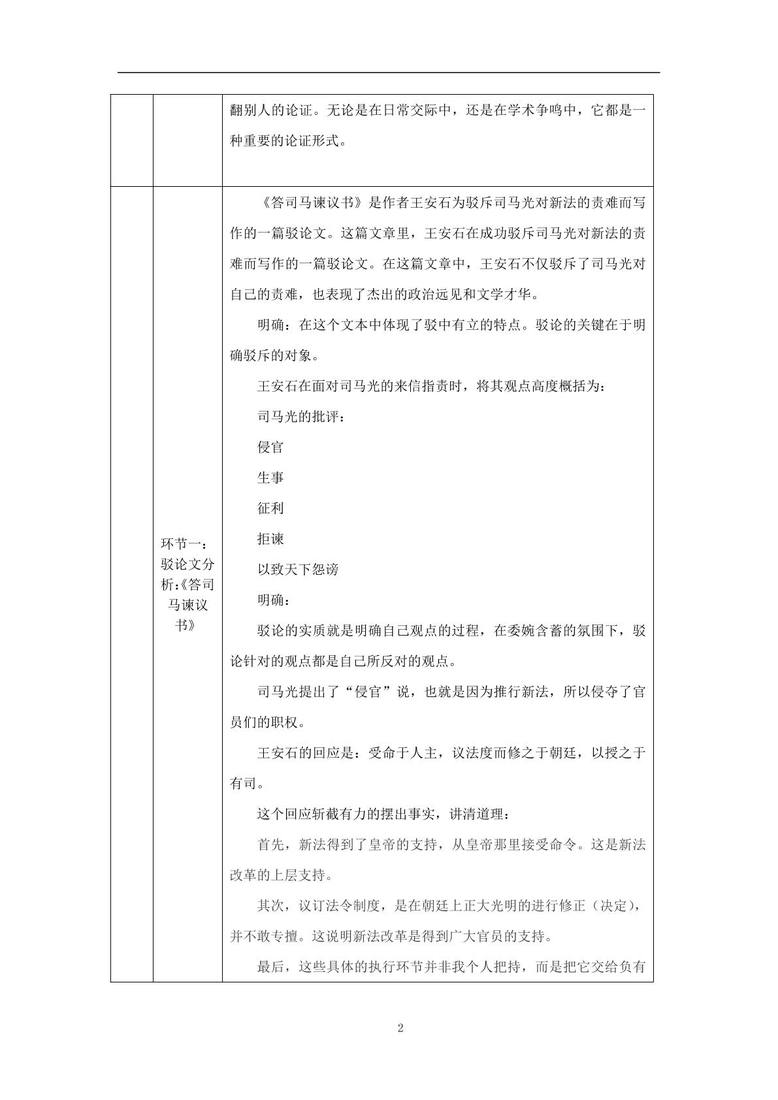 翻别人的论证。无论是在日常交际中，还是在学术争鸣中，它都是一
种重要的论证形式。
环节一：
驳论文分
析：《答司
马谏议
书》
《答司马谏议书》是作者王安石为驳斥司马光对新法的责难而写
作的一篇驳论文。这篇文章里，王安石在成功驳斥司马光对新法的责
难而写作的一篇驳论文。在这篇文章中，王安石不仅驳斥了司马光对
自己的责难，也表现了杰出的政治远见和文学才华。
明确：在这个文本中体现了驳中有立的特点。驳论的关键在于明
确驳斥的对象。
王安石在面对司马光的来信指责时，将其观点高度概括为：
司马光的批评：
侵官
生事
征利
拒谏
以致天下怨谤
明确：
驳论的实质就是明确自己观点的过程，在委婉含蓄的氛围下，驳
论针对的观点都是自己所反对的观点。
司马光提出了“侵官”说，也就是因为推行新法，所以侵夺了官
员们的职权。
王安石的回应是：受命于人主，议法度而修之于朝廷，以授之于
有司。
这个回应斩截有力的摆出事实，讲清道理：
首先，新法得到了皇帝的支持，从皇帝那里接受命令。这是新法
改革的上层支持。
其次，议订法令制度，是在朝廷上正大光明的进行修正（决定），
并不敢专擅。这说明新法改革是得到广大官员的支持。
最后，这些具体的执行环节并非我个人把持，而是把它交给负有
2